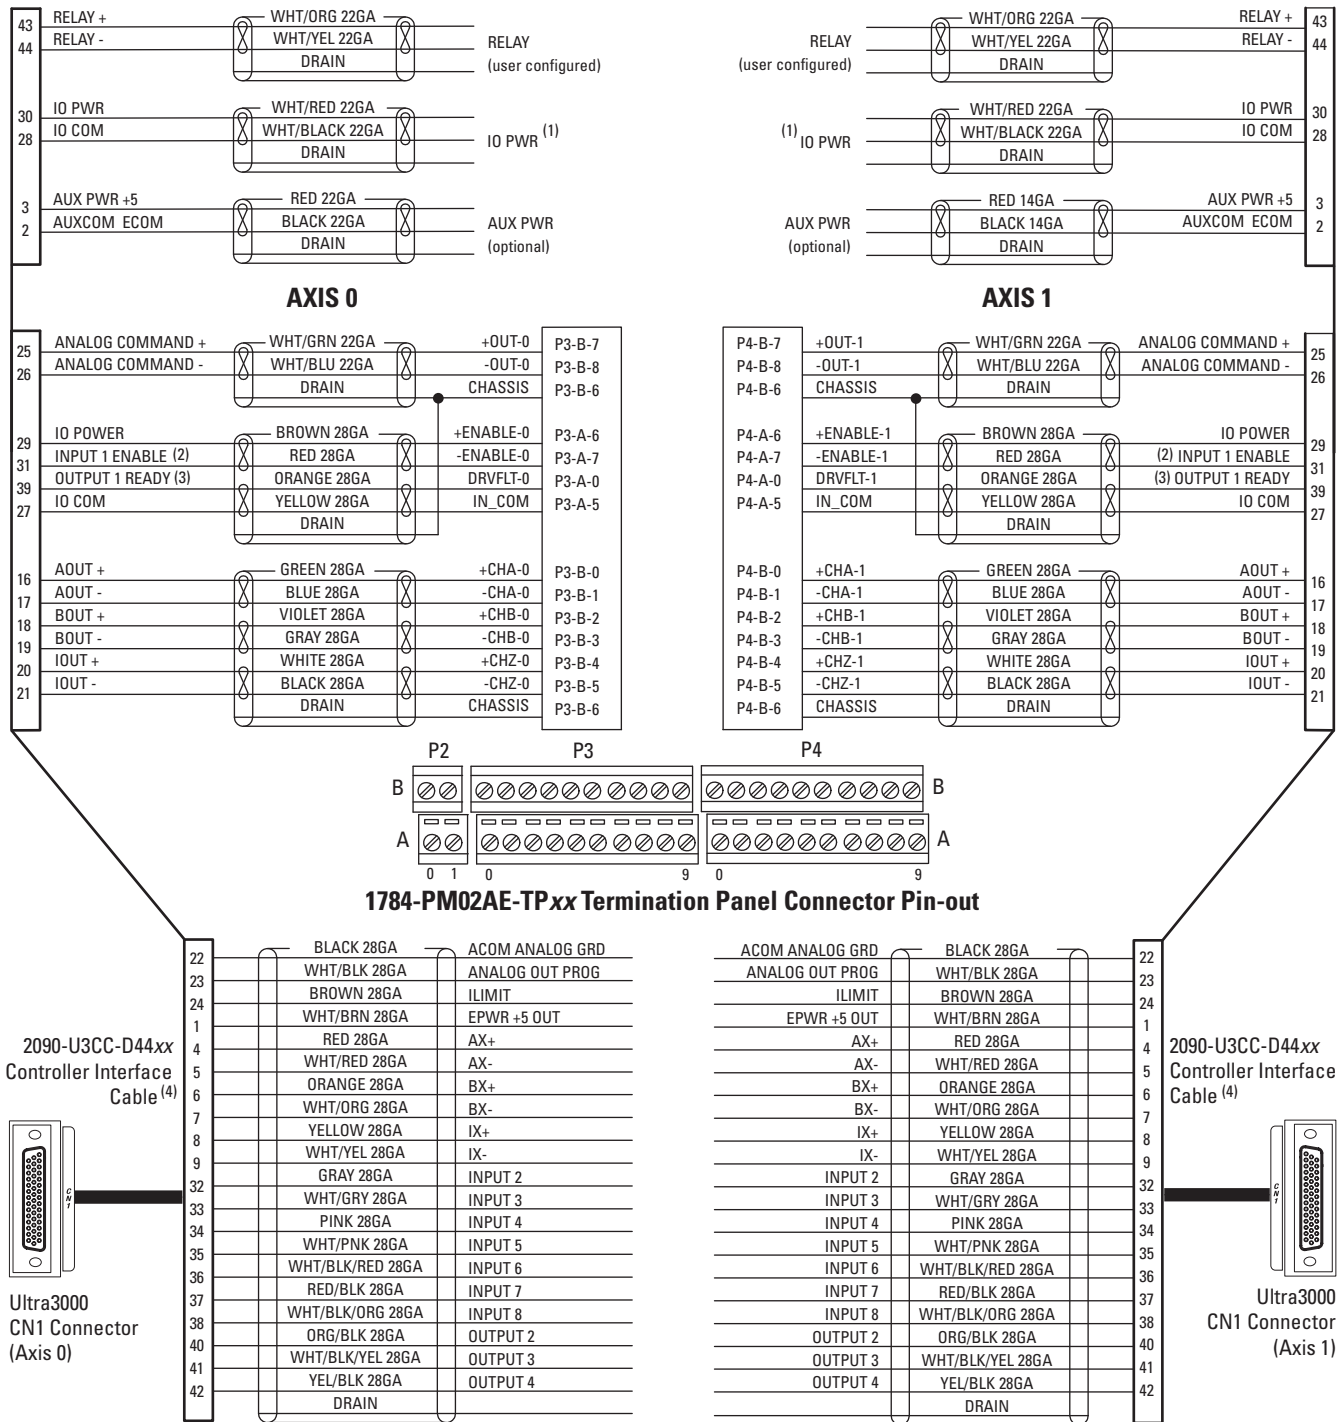 43 RELAY + WHT/ORG 22GA
44 RELAY - WHT/YEL 22GA RELAY
DRAIN (user configured)
30 IO PWR WHT/RED 22GA
28 IO COM WHT/BLACK 22GA IO PWR (1)
DRAIN
3 AUX PWR +5 RED 22GA
2 AUXCOM ECOM BLACK 22GA AUX PWR
DRAIN (optional)
AXIS 0
WHT/ORG 22GA RELAY + 43
RELAY WHT/YEL 22GA RELAY - 44
(user configured) DRAIN
WHT/RED 22GA IO PWR 30
(1) IO PWR WHT/BLACK 22GA IO COM 28
DRAIN
RED 14GA AUX PWR +5 3
AUX PWR BLACK 14GA AUXCOM ECOM 2
(optional) DRAIN
AXIS 1
25 ANALOG COMMAND + WHT/GRN 22GA +OUT-0 P3-B-7
26 ANALOG COMMAND - WHT/BLU 22GA -OUT-0 P3-B-8
DRAIN CHASSIS P3-B-6
29 IO POWER BROWN 28GA +ENABLE-0 P3-A-6
31 INPUT 1 ENABLE (2) RED 28GA -ENABLE-0 P3-A-7
39 OUTPUT 1 READY (3) ORANGE 28GA DRVFLT-0 P3-A-0
27 IO COM YELLOW 28GA IN_COM P3-A-5
DRAIN
16 AOUT + GREEN 28GA +CHA-0 P3-B-0
17 AOUT - BLUE 28GA -CHA-0 P3-B-1
18 BOUT + VIOLET 28GA +CHB-0 P3-B-2
19 BOUT - GRAY 28GA -CHB-0 P3-B-3
20 IOUT + WHITE 28GA +CHZ-0 P3-B-4
21 IOUT - BLACK 28GA -CHZ-0 P3-B-5
DRAIN CHASSIS P3-B-6
P4-B-7 +OUT-1 WHT/GRN 22GA ANALOG COMMAND + 25
P4-B-8 -OUT-1 WHT/BLU 22GA ANALOG COMMAND - 26
P4-B-6 CHASSIS DRAIN
P4-A-6 +ENABLE-1 BROWN 28GA IO POWER 29
P4-A-7 -ENABLE-1 RED 28GA (2) INPUT 1 ENABLE 31
P4-A-0 DRVFLT-1 ORANGE 28GA (3) OUTPUT 1 READY 39
P4-A-5 IN_COM YELLOW 28GA IO COM 27
DRAIN
P4-B-0 +CHA-1 GREEN 28GA AOUT + 16
P4-B-1 -CHA-1 BLUE 28GA AOUT - 17
P4-B-2 +CHB-1 VIOLET 28GA BOUT + 18
P4-B-3 -CHB-1 GRAY 28GA BOUT - 19
P4-B-4 +CHZ-1 WHITE 28GA IOUT + 20
P4-B-5 -CHZ-1 BLACK 28GA IOUT - 21
P4-B-6 CHASSIS DRAIN
P2 P3 P4
B B
A A
0 1 0 9 0 9
1784-PM02AE-TPxx Termination Panel Connector Pin-out
22 BLACK 28GA ACOM ANALOG GRD
23 WHT/BLK 28GA ANALOG OUT PROG
24 BROWN 28GA ILIMIT
1 WHT/BRN 28GA EPWR +5 OUT
4 RED 28GA AX+
5 WHT/RED 28GA AX-
6 ORANGE 28GA BX+
7 WHT/ORG 28GA BX-
8 YELLOW 28GA IX+
9 WHT/YEL 28GA IX-
32 GRAY 28GA INPUT 2
33 WHT/GRY 28GA INPUT 3
34 PINK 28GA INPUT 4
35 WHT/PNK 28GA INPUT 5
36 WHT/BLK/RED 28GA INPUT 6
37 RED/BLK 28GA INPUT 7
38 WHT/BLK/ORG 28GA INPUT 8
40 ORG/BLK 28GA OUTPUT 2
41 WHT/BLK/YEL 28GA OUTPUT 3
42 YEL/BLK 28GA OUTPUT 4
DRAIN
2090-U3CC-D44xx
Controller Interface
Cable (4)
CN1
Ultra3000
CN1 Connector
(Axis 0)
ACOM ANALOG GRD BLACK 28GA 22
ANALOG OUT PROG WHT/BLK 28GA 23
ILIMIT BROWN 28GA 24
EPWR +5 OUT WHT/BRN 28GA 1
AX+ RED 28GA 4
AX- WHT/RED 28GA 5
BX+ ORANGE 28GA 6
BX- WHT/ORG 28GA 7
IX+ YELLOW 28GA 8
IX- WHT/YEL 28GA 9
INPUT 2 GRAY 28GA 32
INPUT 3 WHT/GRY 28GA 33
INPUT 4 PINK 28GA 34
INPUT 5 WHT/PNK 28GA 35
INPUT 6 WHT/BLK/RED 28GA 36
INPUT 7 RED/BLK 28GA 37
INPUT 8 WHT/BLK/ORG 28GA 38
OUTPUT 2 ORG/BLK 28GA 40
OUTPUT 3 WHT/BLK/YEL 28GA 41
OUTPUT 4 YEL/BLK 28GA 42
DRAIN
2090-U3CC-D44xx
Controller Interface
Cable (4)
CN1
Ultra3000
CN1 Connector
(Axis 1)